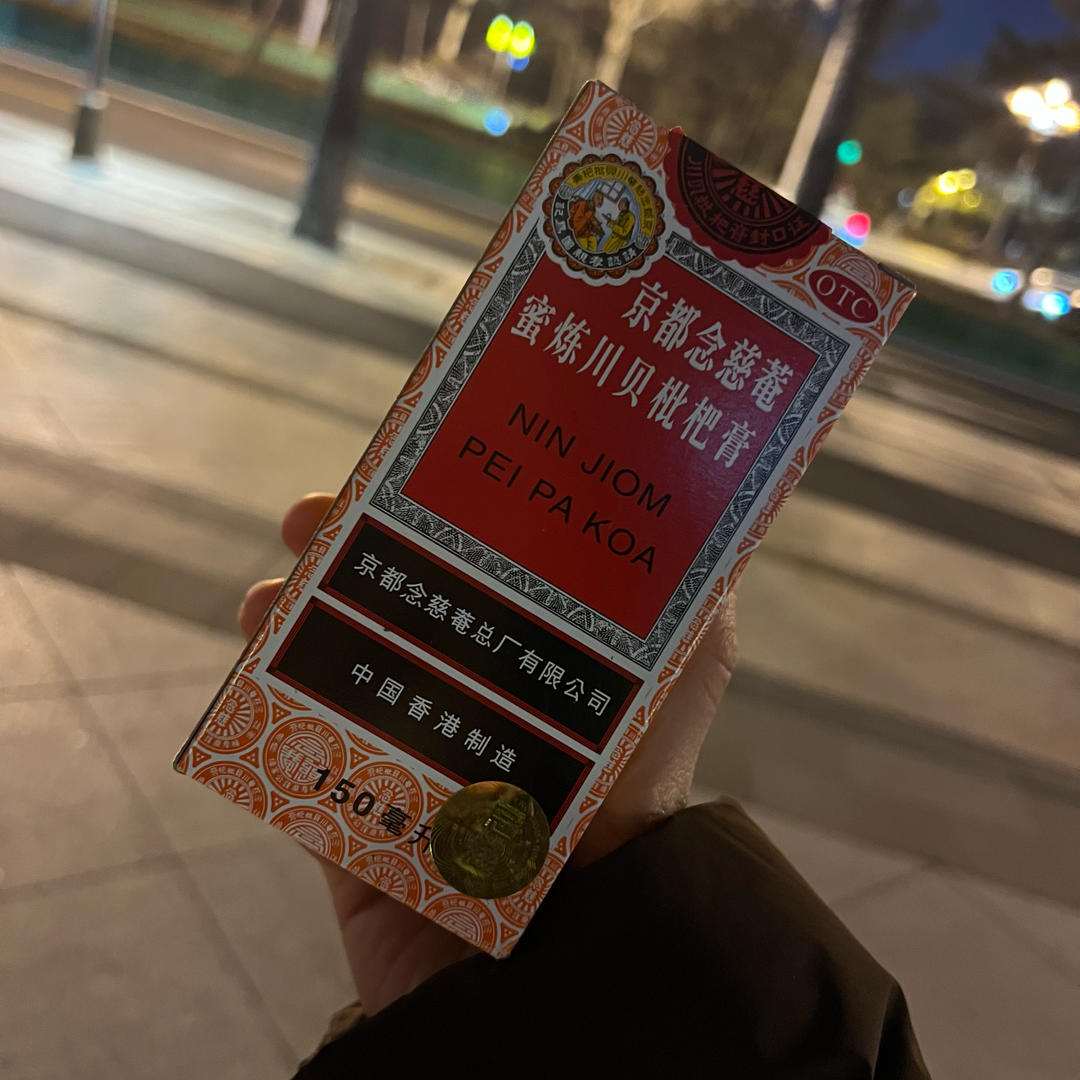 OTC
京都念慈菴
蜜炼川贝枇杷膏
NIN JIOM
PEI PA KOA
京都念慈菴总厂有限公司
中国香港制造
150毫升